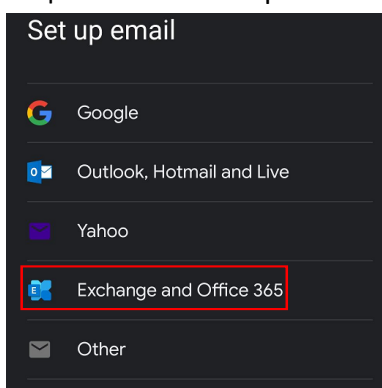 Set up email
Google
Outlook, Hotmail and Live
Yahoo
Exchange and Office 365
Other